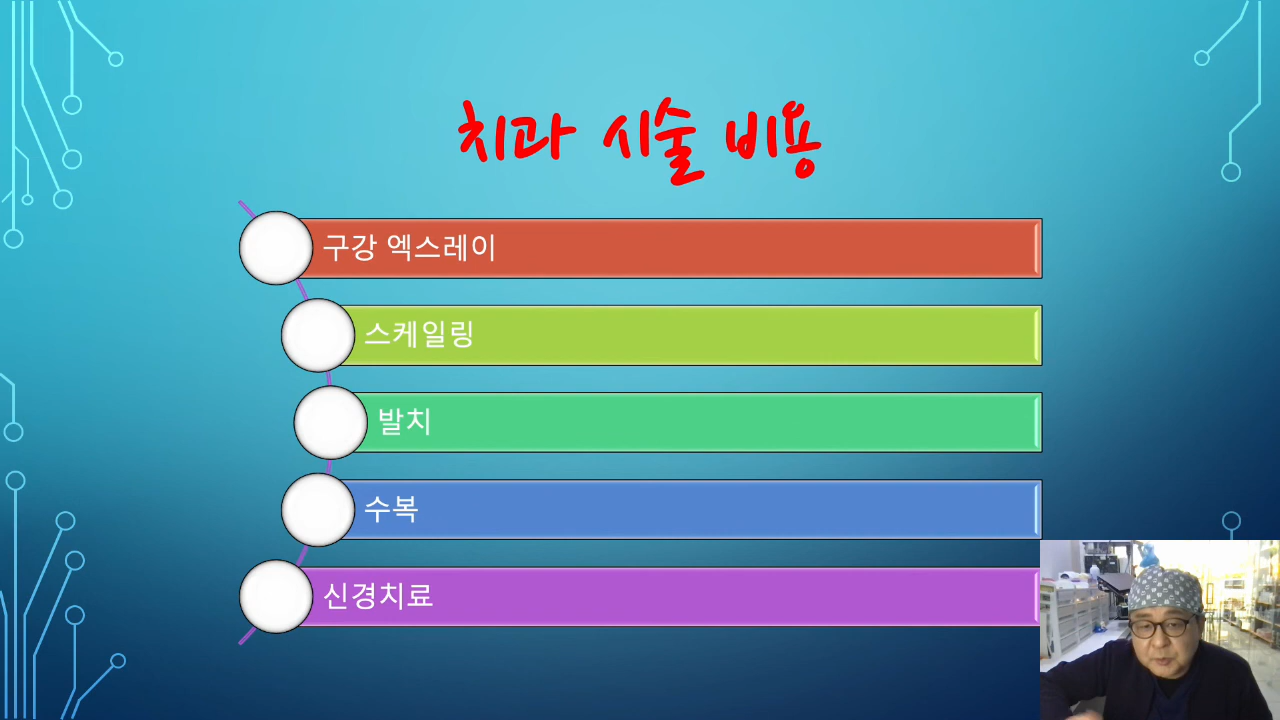 치과 시술 비용
구강 엑스레이
스케일링
발치
수복
신경치료